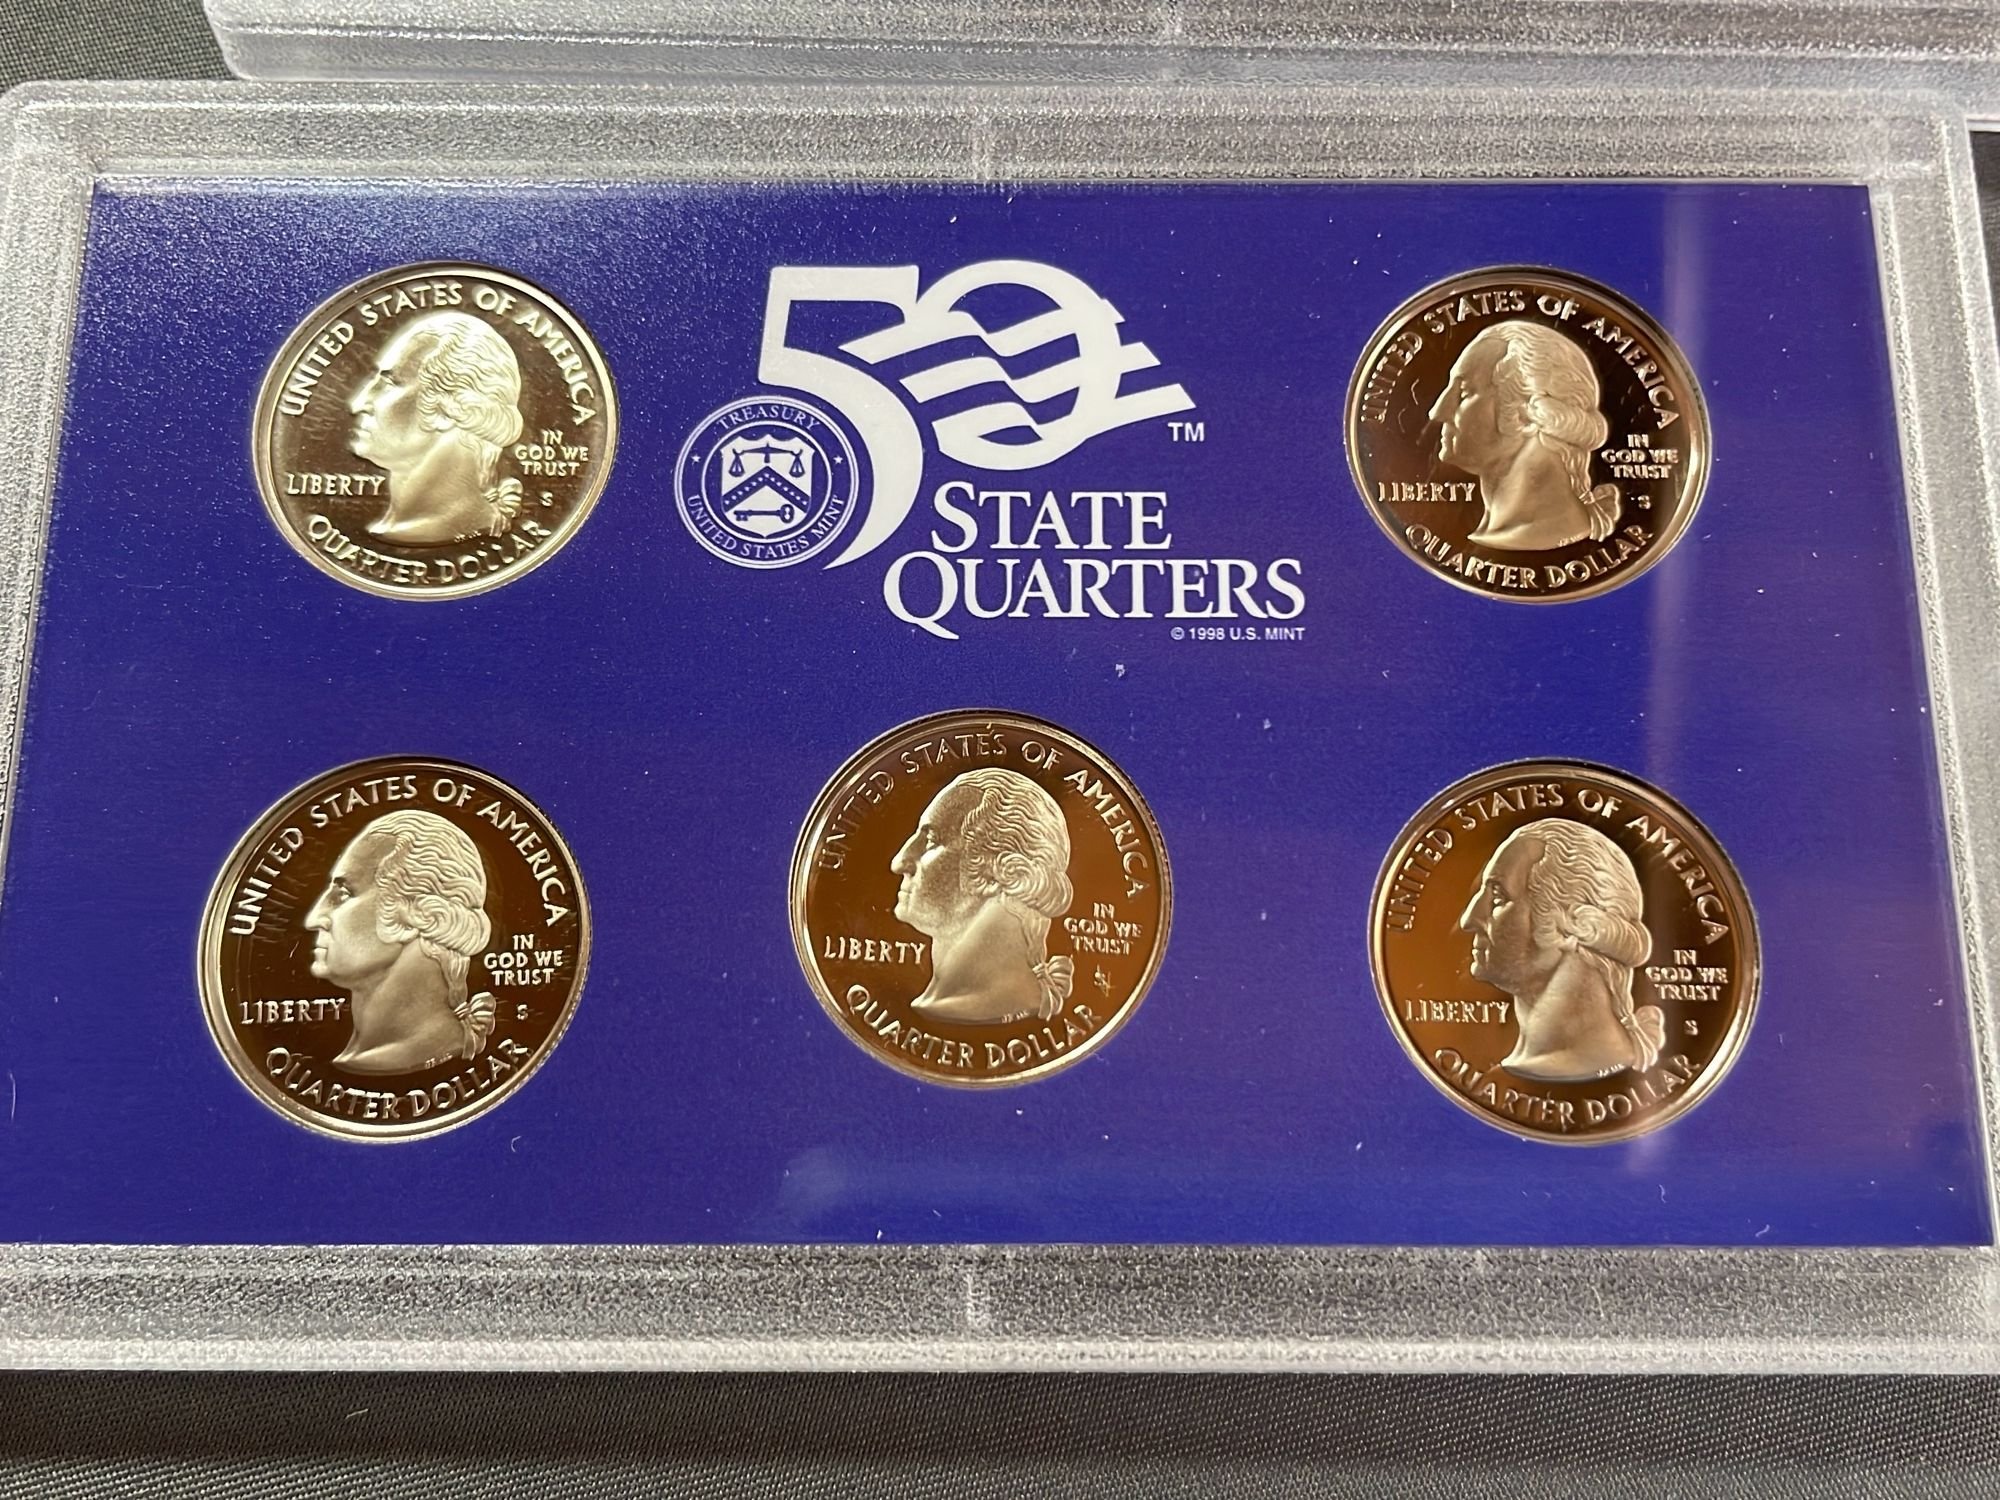 UNITED STATES OF AMERICA
LIBERTY
IN
GOD WE
TRUST
S
QUARTER DOLLAR
50
TM
TREASURY
UNITED STATES MINT
STATE
QUARTERS
© 1998 U.S. MINT
UNITED STATES OF AMERICA
LIBERTY
IN
GOD WE
TRUST
S
QUARTER DOLLAR
UNITED STATES OF AMERICA
LIBERTY
IN
GOD WE
TRUST
S
QUARTER DOLLAR
UNITED STATES OF AMERICA
LIBERTY
IN
GOD WE
TRUST
S
QUARTER DOLLAR
UNITED STATES OF AMERICA
LIBERTY
IN
GOD WE
TRUST
S
QUARTER DOLLAR